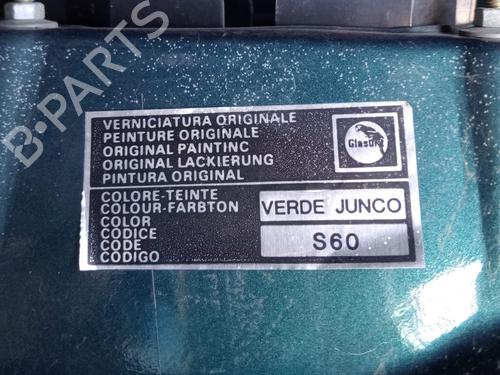 B-PARTS
VERNICIATURA ORIGINALE
PEINTURE ORIGINALE
ORIGINAL PAINTINC
ORIGINAL LACKIERUNG
PINTURA ORIGINAL
Glasurit
COLORE-TEINTE
COLOUR-FARBTON
COLOR
VERDE JUNCO
CODICE
CODE
CODIGO
S60